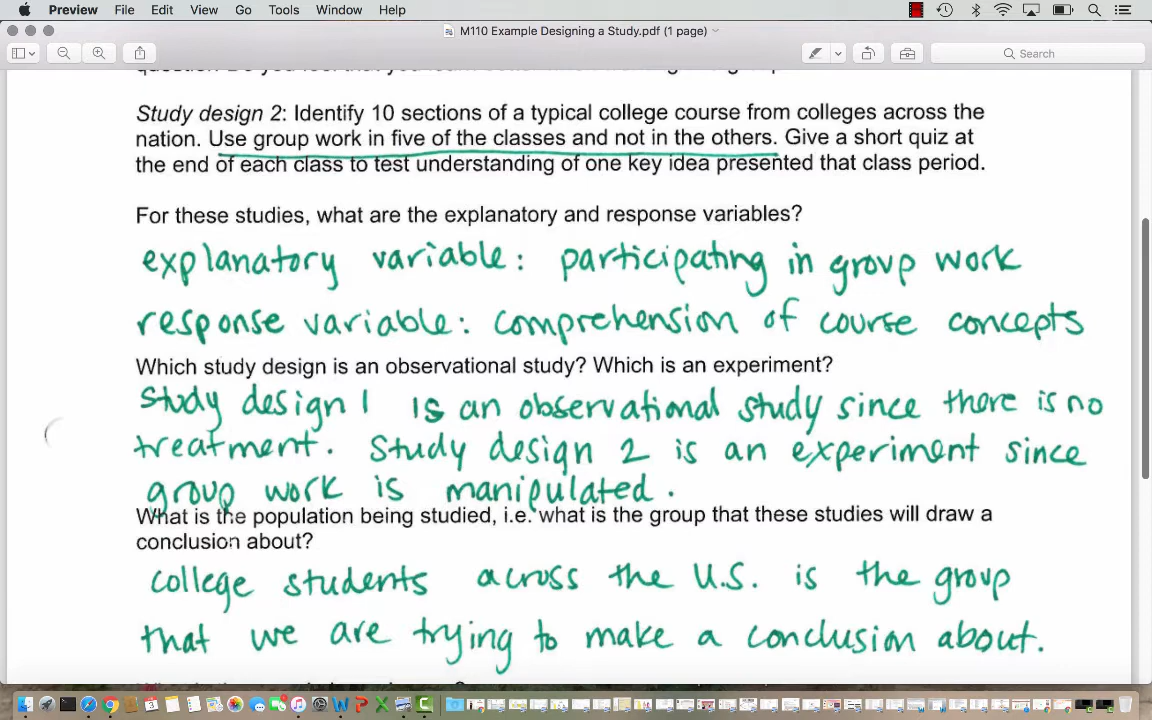 Preview File Edit View Go Tools Window Help
M110 Example Designing a Study.pdf (1 page)
Search
Study design 2: Identify 10 sections of a typical college course from colleges across the
nation. Use group work in five of the classes and not in the others. Give a short quiz at
the end of each class to test understanding of one key idea presented that class period.
For these studies, what are the explanatory and response variables?
explanatory variable: participating in group work
response variable: comprehension of course concepts
Which study design is an observational study? Which is an experiment?
Study design 1 is an observational study since there is no
treatment. Study design 2 is an experiment since
group work is manipulated.
What is the population being studied, i.e. what is the group that these studies will draw a
conclusion about?
college students across the U.S. is the group
that we are trying to make a conclusion about.